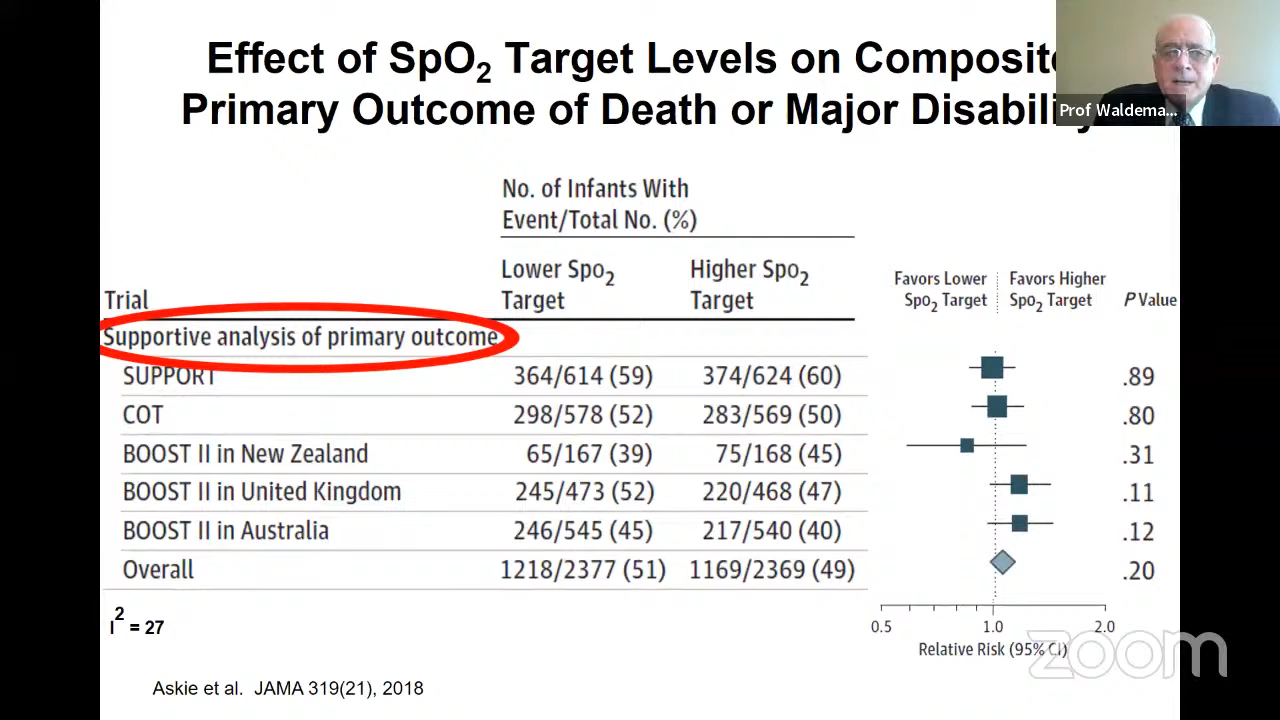 Effect of SpO2 Target Levels on Composite
Primary Outcome of Death or Major Disability
Prof Waldema...
No. of Infants With
Event/Total No. (%)
Lower Spo2 Target
Higher Spo2 Target
Favors Lower Spo2 Target
Favors Higher Spo2 Target
Trial
P Value
Supportive analysis of primary outcome
SUPPORT 364/614 (59) 374/624 (60) .89
COT 298/578 (52) 283/569 (50) .80
BOOST II in New Zealand 65/167 (39) 75/168 (45) .31
BOOST II in United Kingdom 245/473 (52) 220/468 (47) .11
BOOST II in Australia 246/545 (45) 217/540 (40) .12
Overall 1218/2377 (51) 1169/2369 (49) .20
I2 = 27
0.5 1.0 2.0
Relative Risk (95% CI)
zoom
Askie et al. JAMA 319(21), 2018